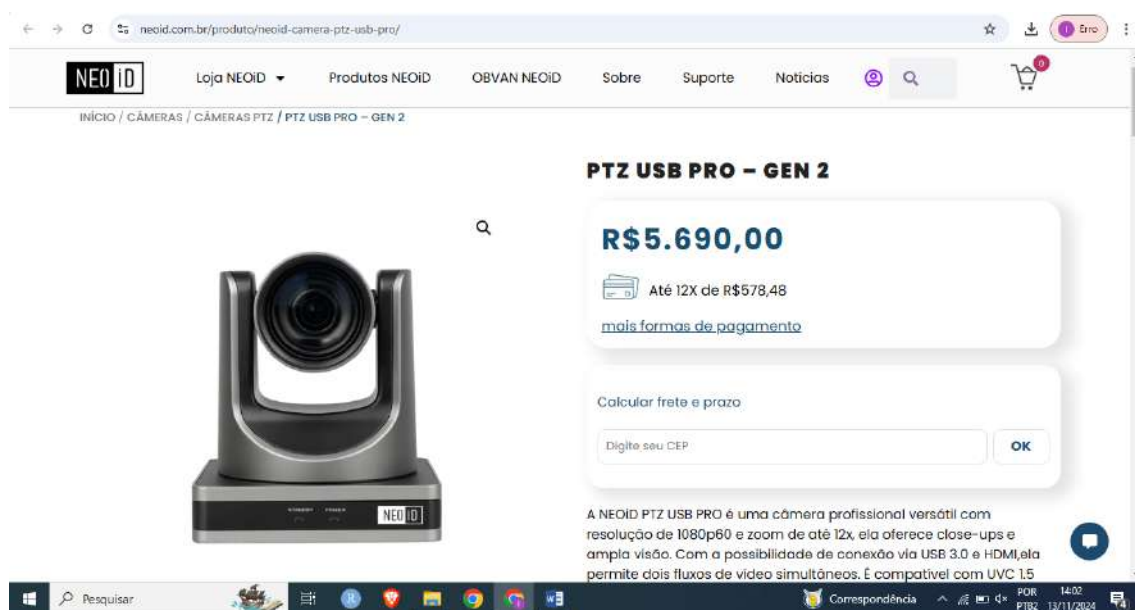 neoid.com.br/produto/neoid-camera-ptz-usb-pro/
Erro
NEO iD
Loja NEOiD
Produtos NEOiD
OBVAN NEOiD
Sobre
Suporte
Noticias
0
INÍCIO / CÂMERAS / CÂMERAS PTZ / PTZ USB PRO – GEN 2
PTZ USB PRO – GEN 2
R$5.690,00
Até 12X de R$578,48
mais formas de pagamento
Calcular frete e prazo
Digite seu CEP
OK
STANDBY POWER
NEO iD
A NEOiD PTZ USB PRO é uma câmera profissional versátil com
resolução de 1080p60 e zoom de até 12x, ela oferece close-ups e
ampla visão. Com a possibilidade de conexão via USB 3.0 e HDMI,ela
permite dois fluxos de vídeo simultâneos. É compatível com UVC 1.5
Pesquisar
Correspondência
POR
PTB2
14:02
13/11/2024